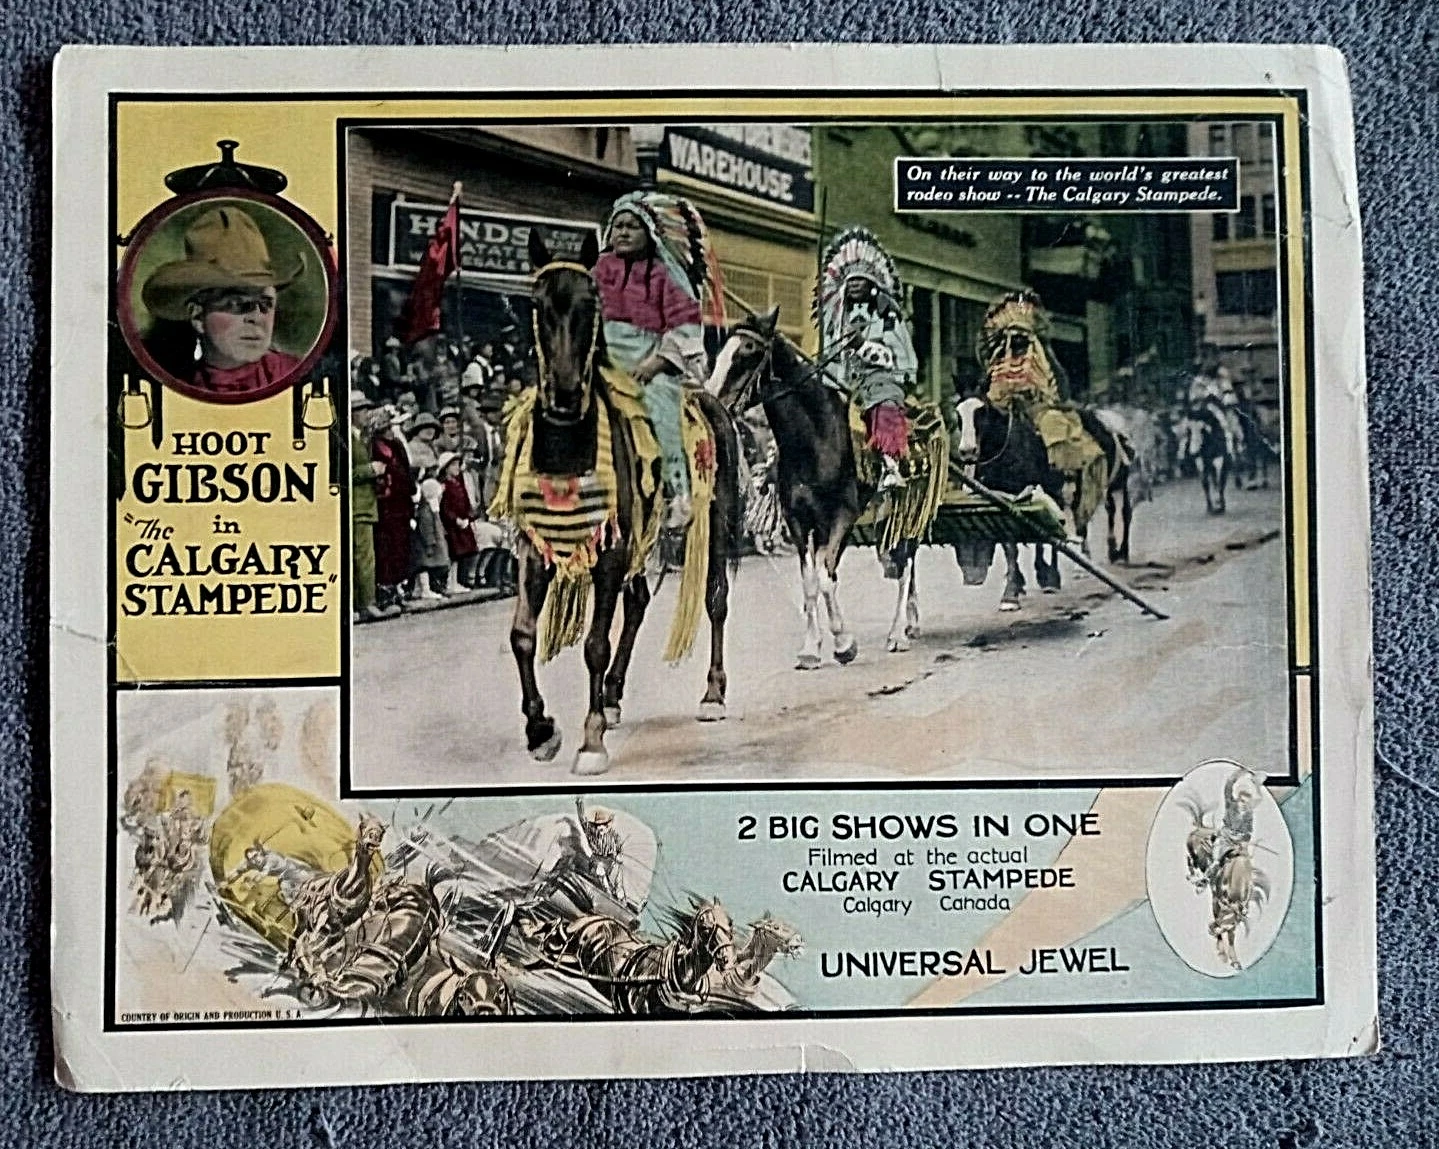 WAREHOUSE
HINDS
On their way to the world's greatest
rodeo show -- The Calgary Stampede.
HOOT
GIBSON
in
"The
CALGARY
STAMPEDE"
2 BIG SHOWS IN ONE
Filmed at the actual
CALGARY STAMPEDE
Calgary Canada
UNIVERSAL JEWEL
COUNTRY OF ORIGIN AND PRODUCTION U. S. A.